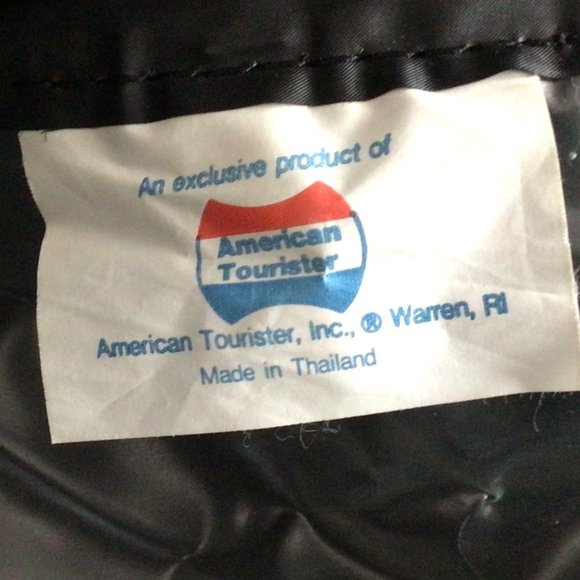 An exclusive product of
American
Tourister
American Tourister, Inc., ® Warren, RI
Made in Thailand